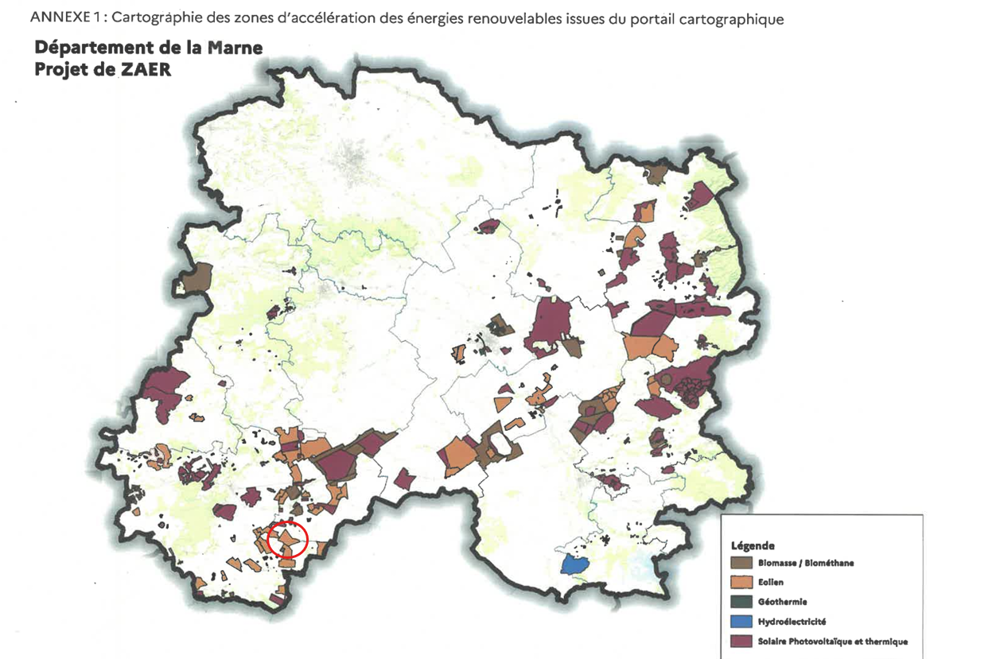 ANNEXE 1 : Cartographie des zones d'accélération des énergies renouvelables issues du portail cartographique
Département de la Marne
Projet de ZAER
Légende
Biomasse / Biométhane
Eolien
Géothermie
Hydroélectricité
Solaire Photovoltaïque et thermique